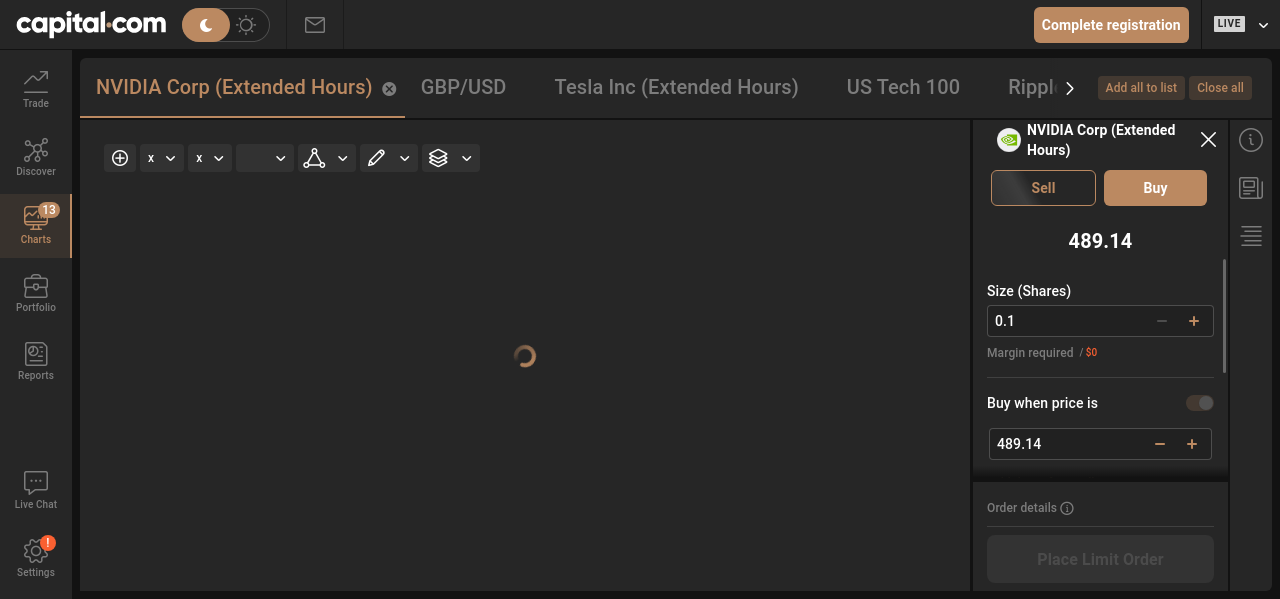 capital.com
Complete registration
LIVE
Trade
Discover
13
Charts
Portfolio
Reports
Live Chat
!
Settings
NVIDIA Corp (Extended Hours)
GBP/USD
Tesla Inc (Extended Hours)
US Tech 100
Add all to list
Close all
x
x
NVIDIA Corp (Extended
Hours)
Sell
Buy
489.14
Size (Shares)
0.1
Margin required / $0
Buy when price is
489.14
Order details
Place Limit Order